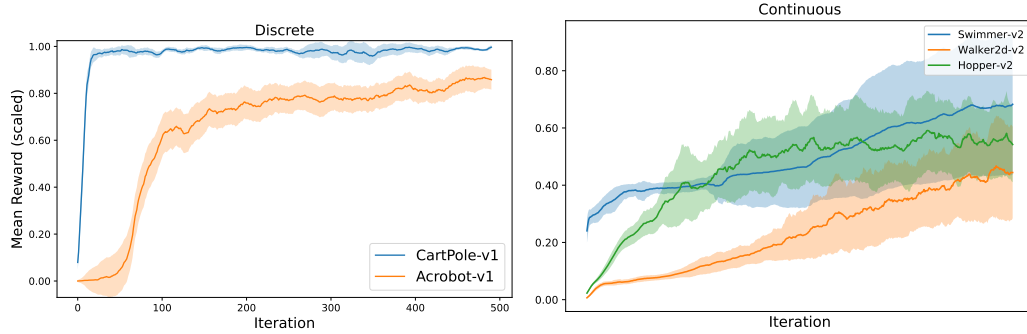 Discrete
Mean Reward (scaled)
1.00
0.80
0.60
0.40
0.20
0.00
0
100
200
300
400
500
Iteration
CartPole-v1
Acrobot-v1
Continuous
0.80
0.60
0.40
0.20
0.00
Iteration
Swimmer-v2
Walker2d-v2
Hopper-v2